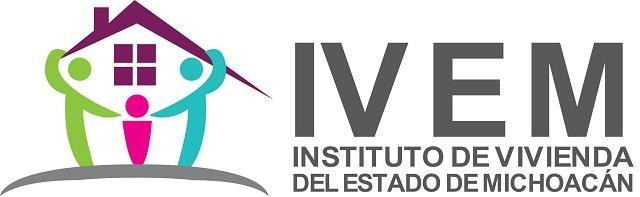 IVEM
INSTITUTO DE VIVIENDA
DEL ESTADO DE MICHOACÁN